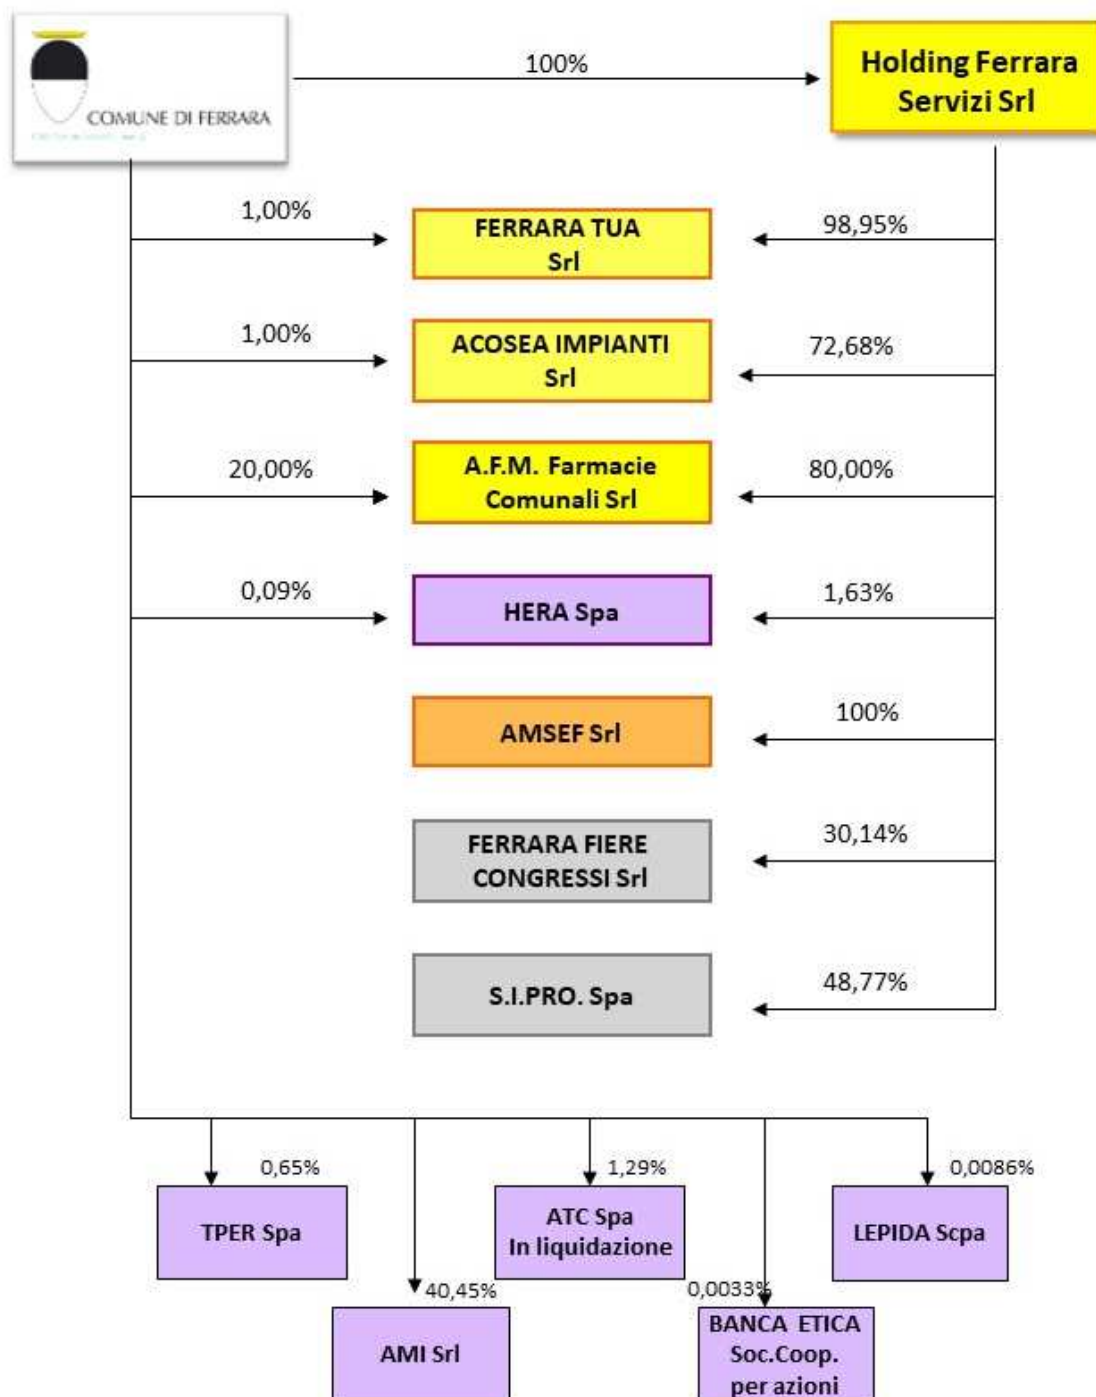 COMUNE DI FERRARA
100%
Holding Ferrara
Servizi Srl
1,00%
FERRARA TUA
Srl
98,95%
1,00%
ACOSEA IMPIANTI
Srl
72,68%
20,00%
A.F.M. Farmacie
Comunali Srl
80,00%
0,09%
HERA Spa
1,63%
AMSEF Srl
100%
FERRARA FIERE
CONGRESSI Srl
30,14%
S.I.PRO. Spa
48,77%
0,65%
TPER Spa
1,29%
ATC Spa
In liquidazione
0,0086%
LEPIDA Scpa
40,45%
AMI Srl
0,0033%
BANCA ETICA
Soc.Coop.
per azioni